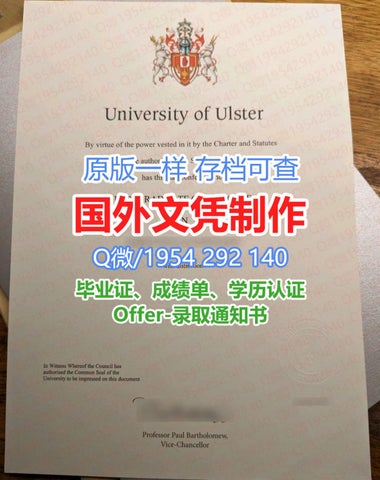 University of Ulster
By virtue of the power vested in it by the Charter and Statutes
原版一样 存档可查
国外文凭制作
Q微/1954 292 140
毕业证、成绩单、学历认证
Offer-录取通知书
In Witness Whereof the Council has
authorised the Common Seal of the
University to be impressed on this document
Professor Paul Bartholomew,
Vice-Chancellor